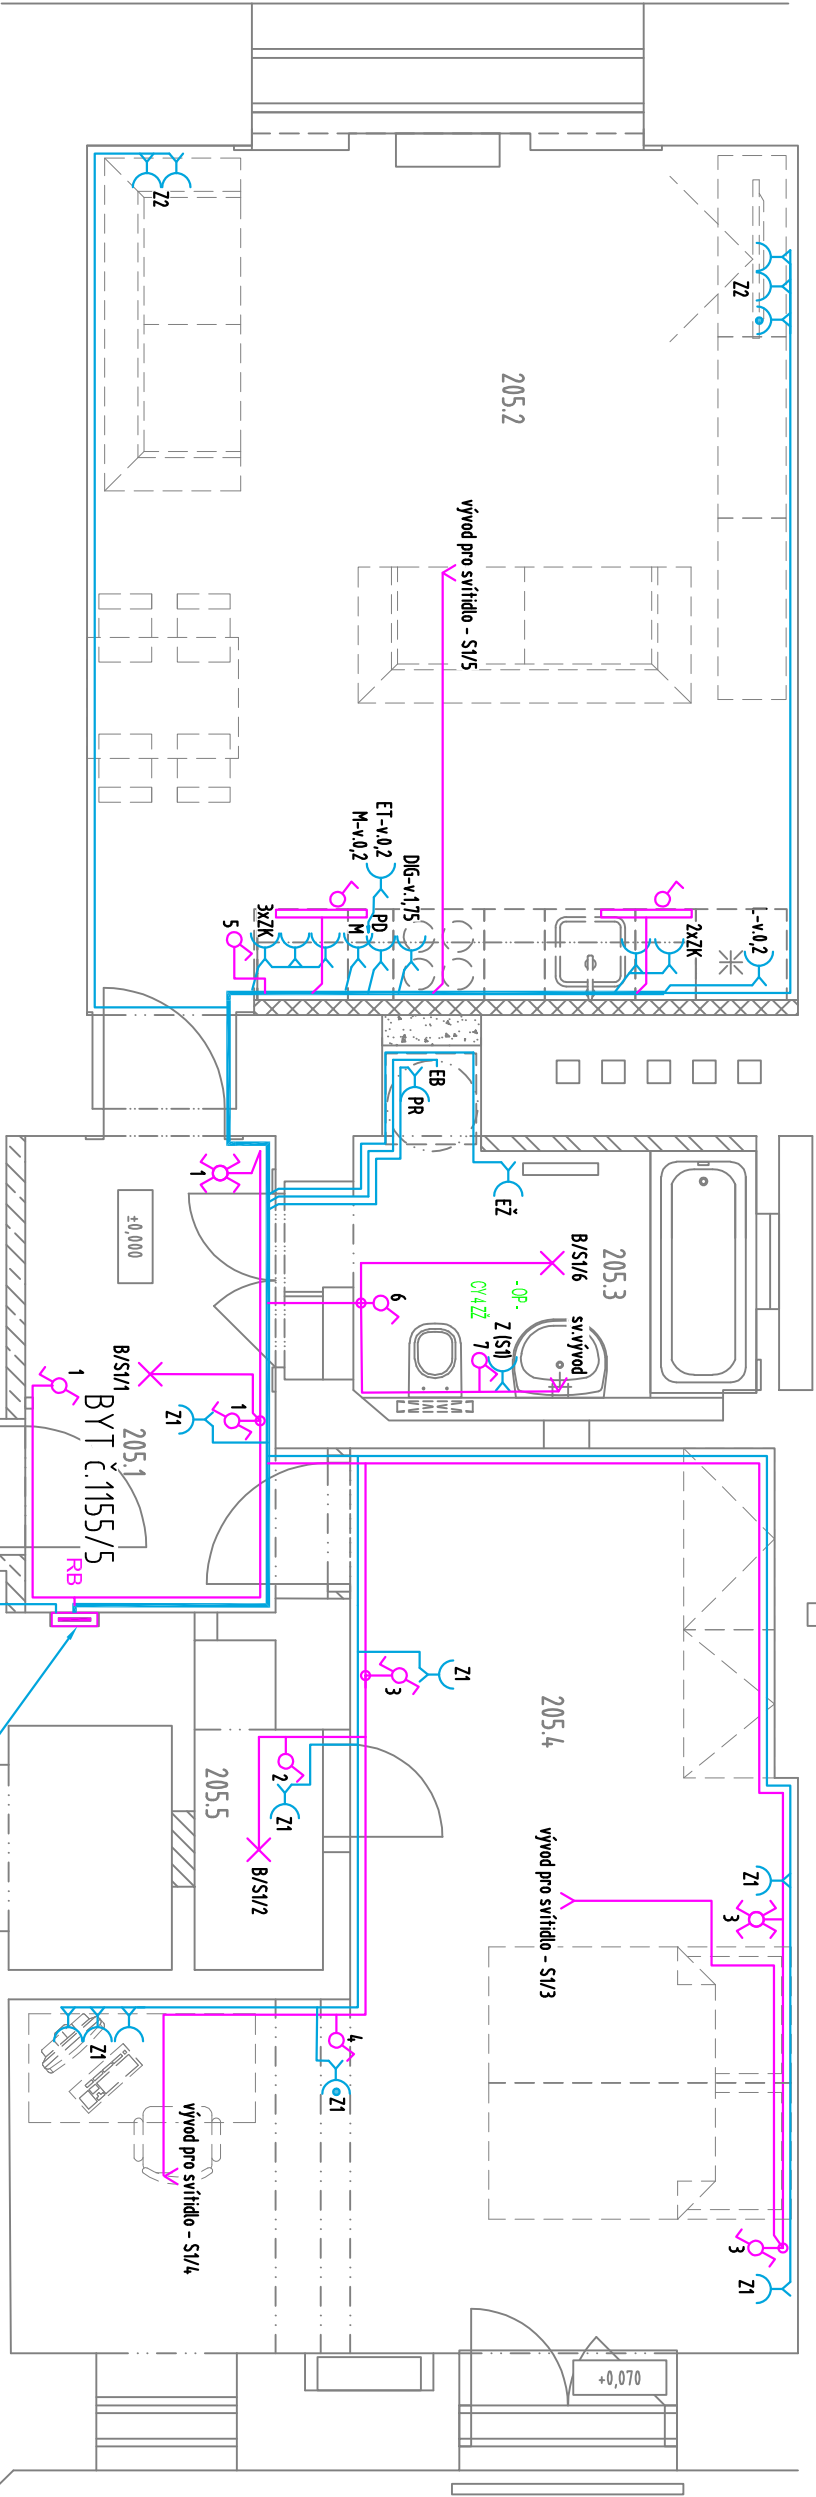 Z2
Z2
205.2
vývod pro svítidlo - S1/5
ET-v.0,2
M-v.0,2
DIG-v.1,75
PD
M
3xZK
5
2xZK
-v.0,2
EB
PR
EŽ
1
±0,000
B/S1/6
205.3
-OP-
CY 4 ZŽ
6
Z (S1)
7
sv.vývod
B/S1/1
1
1
Z1
205.1
BYT č.1155/5
RB
Z1
3
205.4
205.5
2
Z1
B/S1/2
vývod pro svítidlo - S1/3
Z1
3
Z1
4
Z1
vývod pro svítidlo - S1/4
3
Z1
+0,070